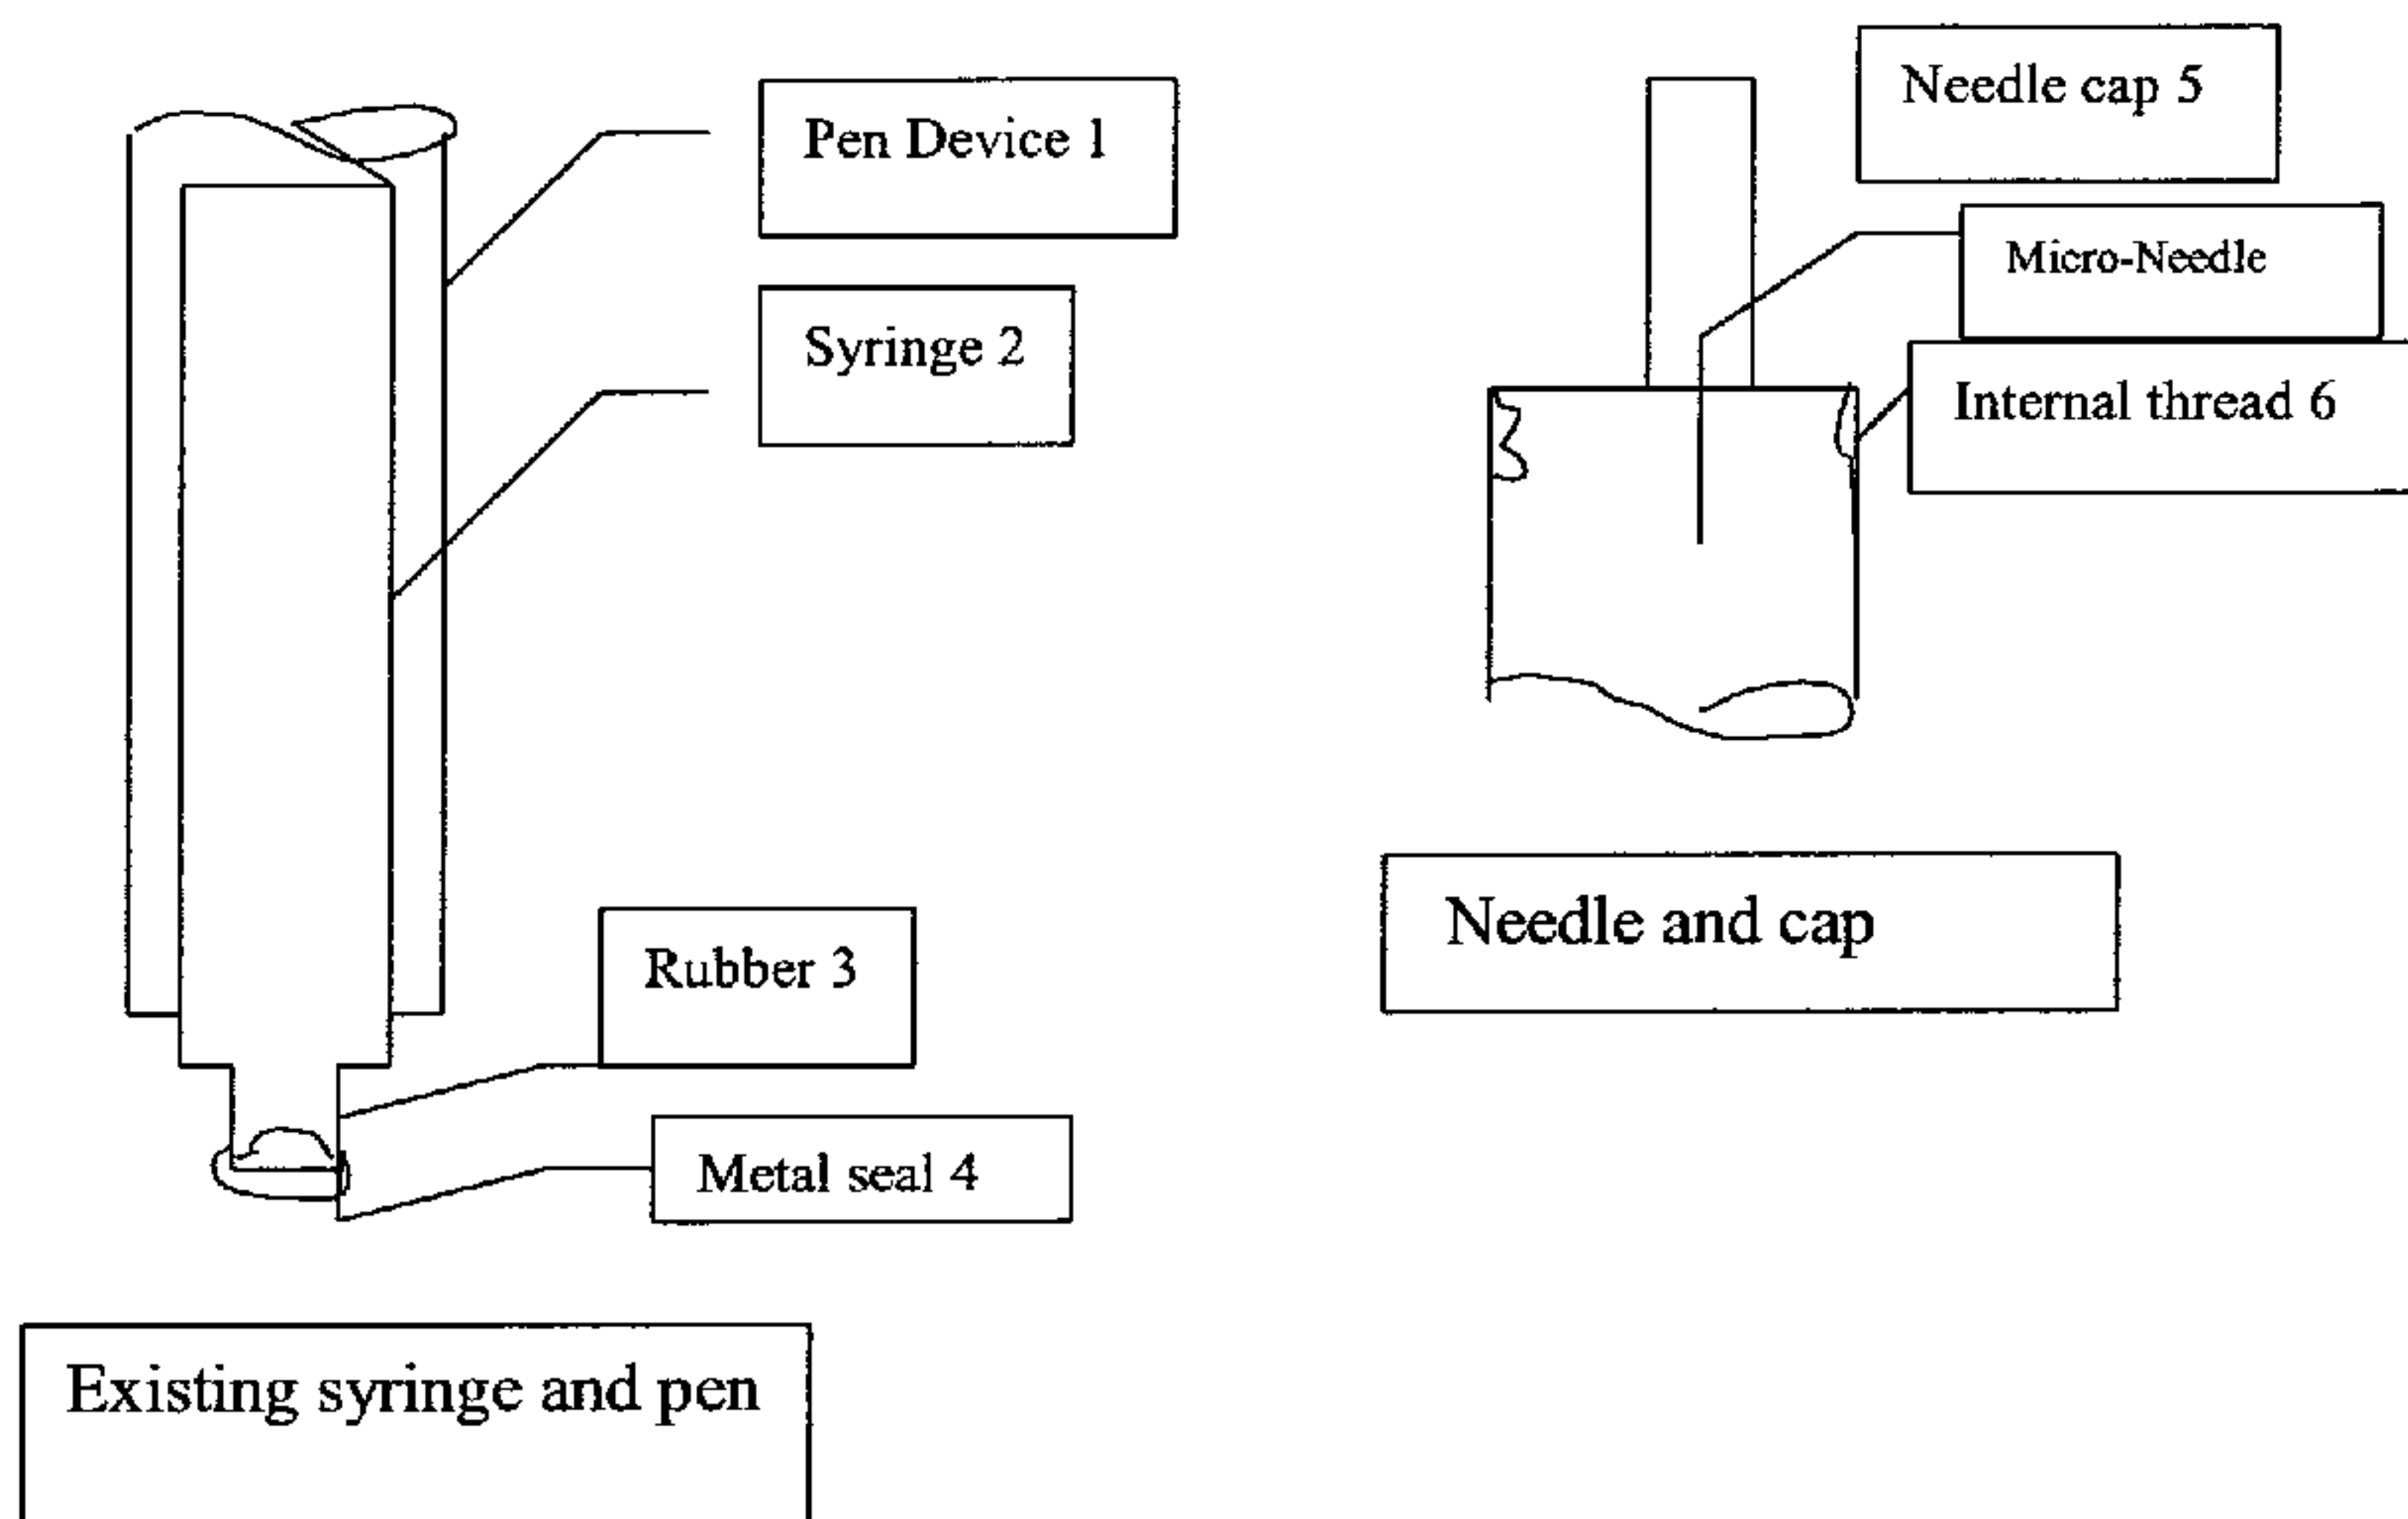 Pen Device 1
Syringe 2
Rubber 3
Metal seal 4
Existing syringe and pen
Needle cap 5
Micro-Needle
Internal thread 6
Needle and cap